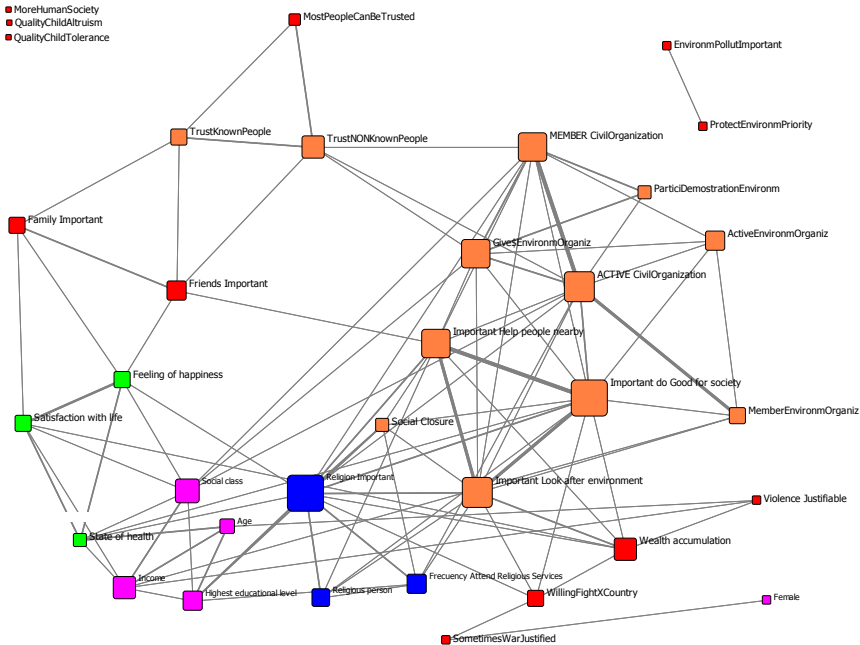 MoreHumanSociety
MostPeopleCanBeTrusted
QualityChildAltruism
QualityChildTolerance
EnvironmPollutImportant
ProtectEnvironmPriority
TrustKnownPeople
TrustNONKnownPeople
MEMBER CivilOrganization
ParticiDemostrationEnvironm
Family Important
ActiveEnvironmOrganiz
Give$EnvironmOrganiz
ACTIVE CivilOrganization
Friends Important
Important Help people nearby
Feeling of happiness
Important do Good for society
Satisfaction with life
Social Closure
MemberEnvironmOrganiz
Social class
Religion Important
Important Look after environment
Violence Justifiable
Age
State of health
Wealth accumulation
Income
Frecuency Attend Religious Services
Highest educational level
Religious person
WillingFightXCountry
Female
SometimesWarJustified